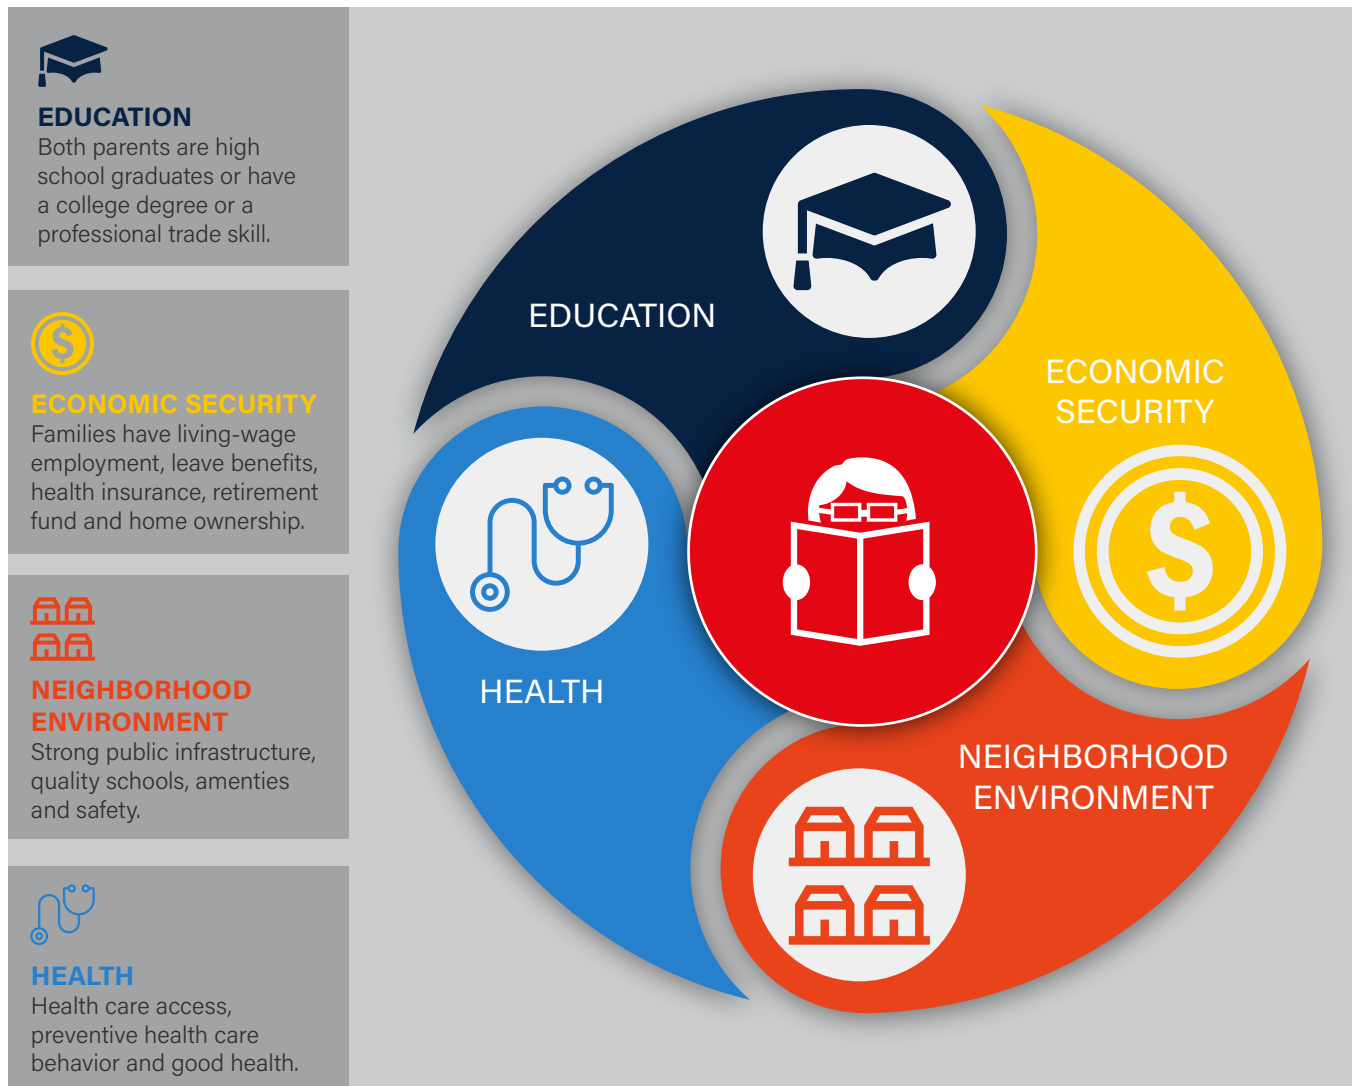 EDUCATION
Both parents are high
school graduates or have
a college degree or a
professional trade skill.
ECONOMIC SECURITY
Families have living-wage
employment, leave benefits,
health insurance, retirement
fund and home ownership.
NEIGHBORHOOD
ENVIRONMENT
Strong public infrastructure,
quality schools, amenties
and safety.
HEALTH
Health care access,
preventive health care
behavior and good health.
EDUCATION
ECONOMIC
SECURITY
HEALTH
NEIGHBORHOOD
ENVIRONMENT